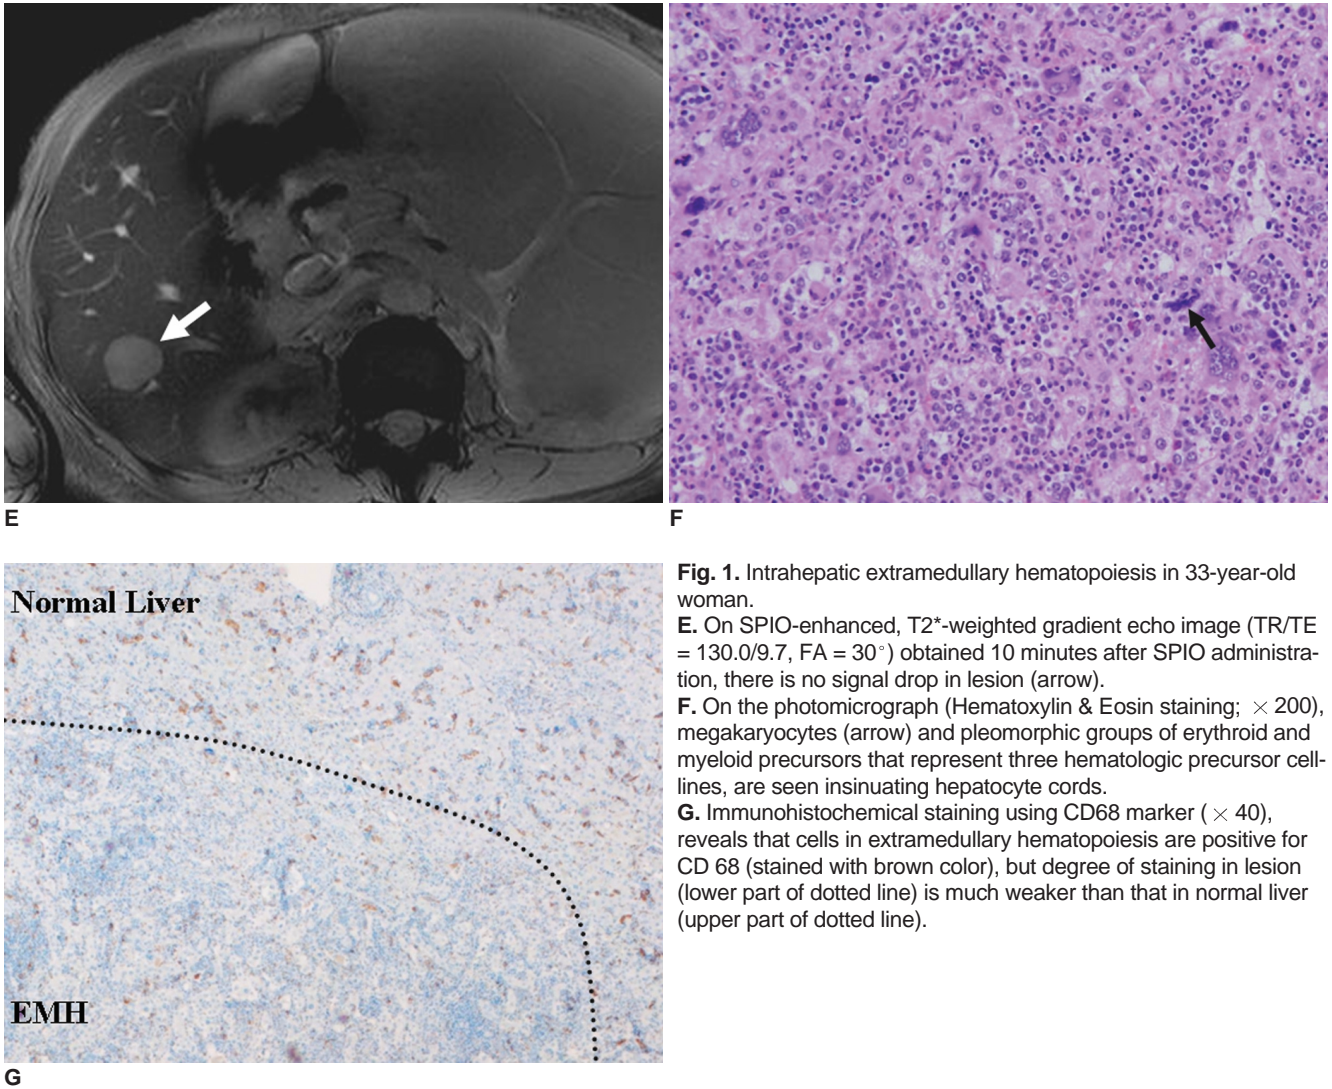 E
F
Normal Liver
EMH
G
Fig. 1. Intrahepatic extramedullary hematopoiesis in 33-year-old
woman.
E. On SPIO-enhanced, T2*-weighted gradient echo image (TR/TE
= 130.0/9.7, FA = 30°) obtained 10 minutes after SPIO administra-
tion, there is no signal drop in lesion (arrow).
F. On the photomicrograph (Hematoxylin & Eosin staining; × 200),
megakaryocytes (arrow) and pleomorphic groups of erythroid and
myeloid precursors that represent three hematologic precursor cell-
lines, are seen insinuating hepatocyte cords.
G. Immunohistochemical staining using CD68 marker ( × 40),
reveals that cells in extramedullary hematopoiesis are positive for
CD 68 (stained with brown color), but degree of staining in lesion
(lower part of dotted line) is much weaker than that in normal liver
(upper part of dotted line).